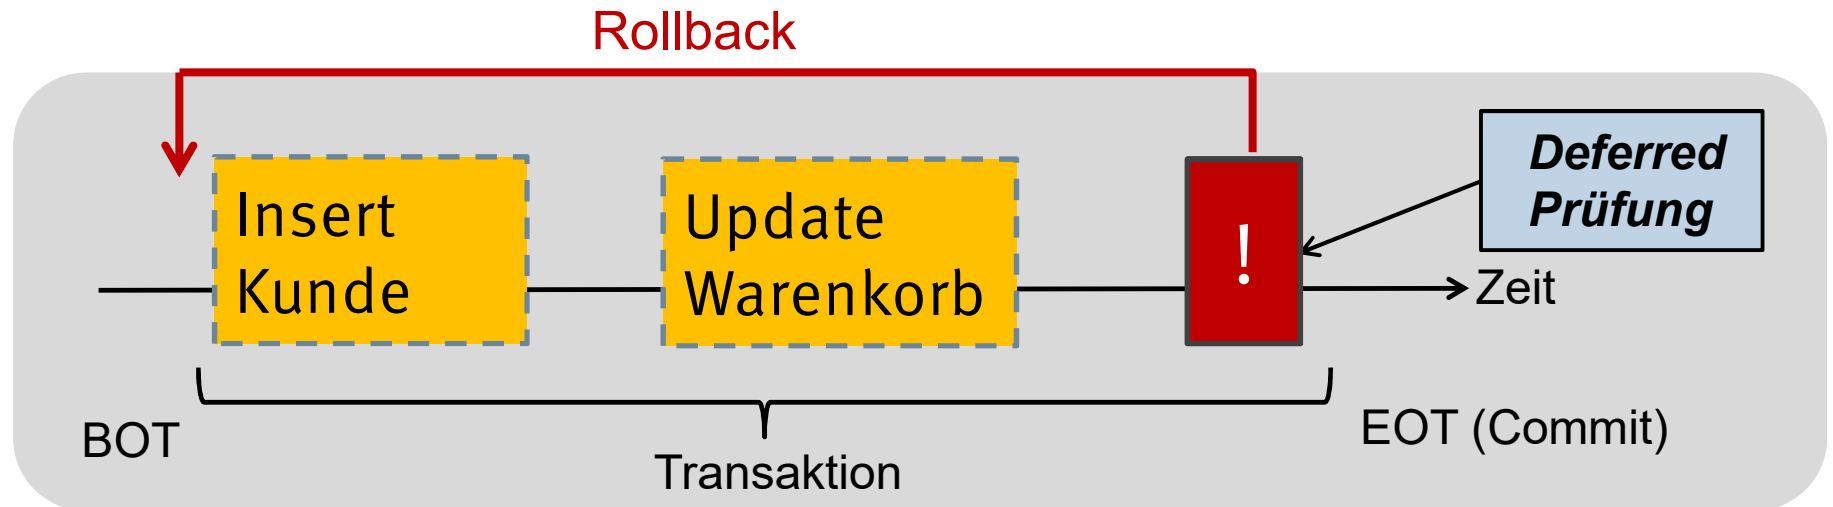 Rollback
Deferred
Prüfung
Insert
Kunde
Update
Warenkorb
!
Zeit
BOT
Transaktion
EOT (Commit)